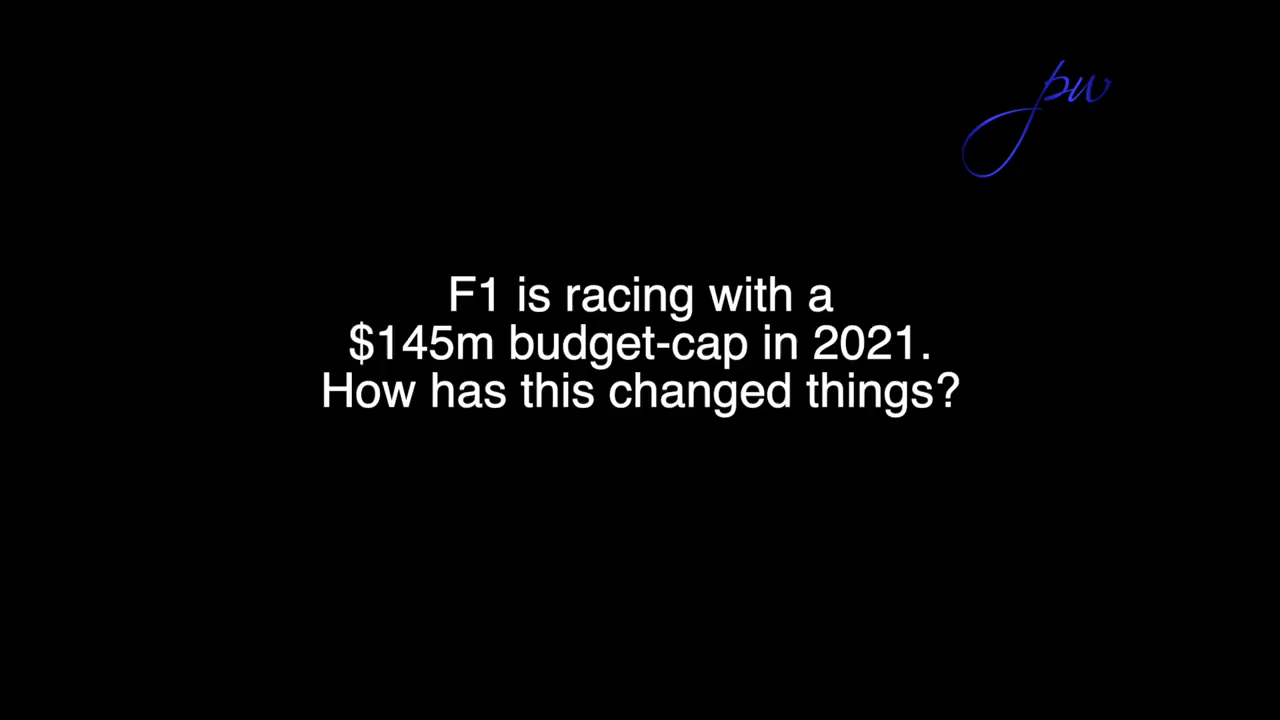 pw
F1 is racing with a
$145m budget-cap in 2021.
How has this changed things?